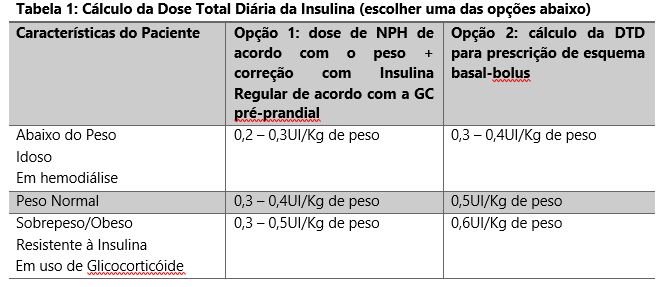 Tabela 1: Cálculo da Dose Total Diária da Insulina (escolher uma das opções abaixo)
Características do Paciente
Opção 1: dose de NPH de
acordo com o peso +
correção com Insulina
Regular de acordo com a GC
pré-prandial
Opção 2: cálculo da DTD
para prescrição de esquema
basal-bolus
Abaixo do Peso
Idoso
Em hemodiálise
0,2 – 0,3UI/Kg de peso
0,3 – 0,4UI/Kg de peso
Peso Normal
0,3 – 0,4UI/Kg de peso
0,5UI/Kg de peso
Sobrepeso/Obeso
Resistente à Insulina
Em uso de Glicocorticóide
0,3 – 0,5UI/Kg de peso
0,6UI/Kg de peso